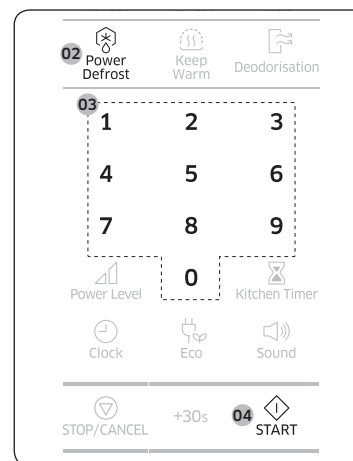 02
Power
Defrost
Keep
Warm
Deodorisation
03
1 2 3
4 5 6
7 8 9
0
Power Level
Kitchen Timer
Clock
Eco
Sound
STOP/CANCEL
+30s
04
START